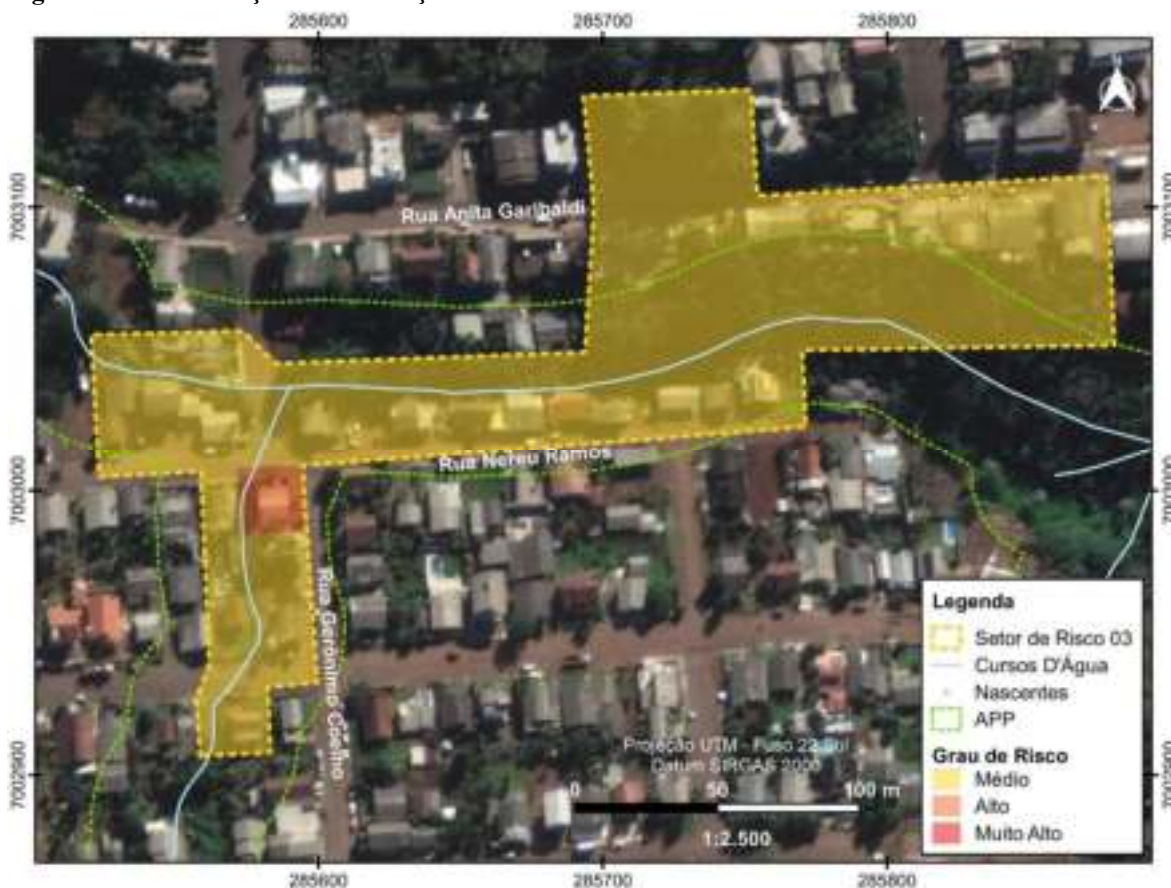 285600 285700 285800
7003100 7003100
Rua Anita Garibaldi
7003000 7003000
Rua Nereu Ramos
Rua Geronimo Coelho
7002900 7002900
Projeção UTM - Fuso 22 Sul
Datum SIRGAS 2000
0 50 100 m
1:2.500
Legenda
Setor de Risco 03
Cursos D'Água
Nascentes
APP
Grau de Risco
Médio
Alto
Muito Alto
285600 285700 285800